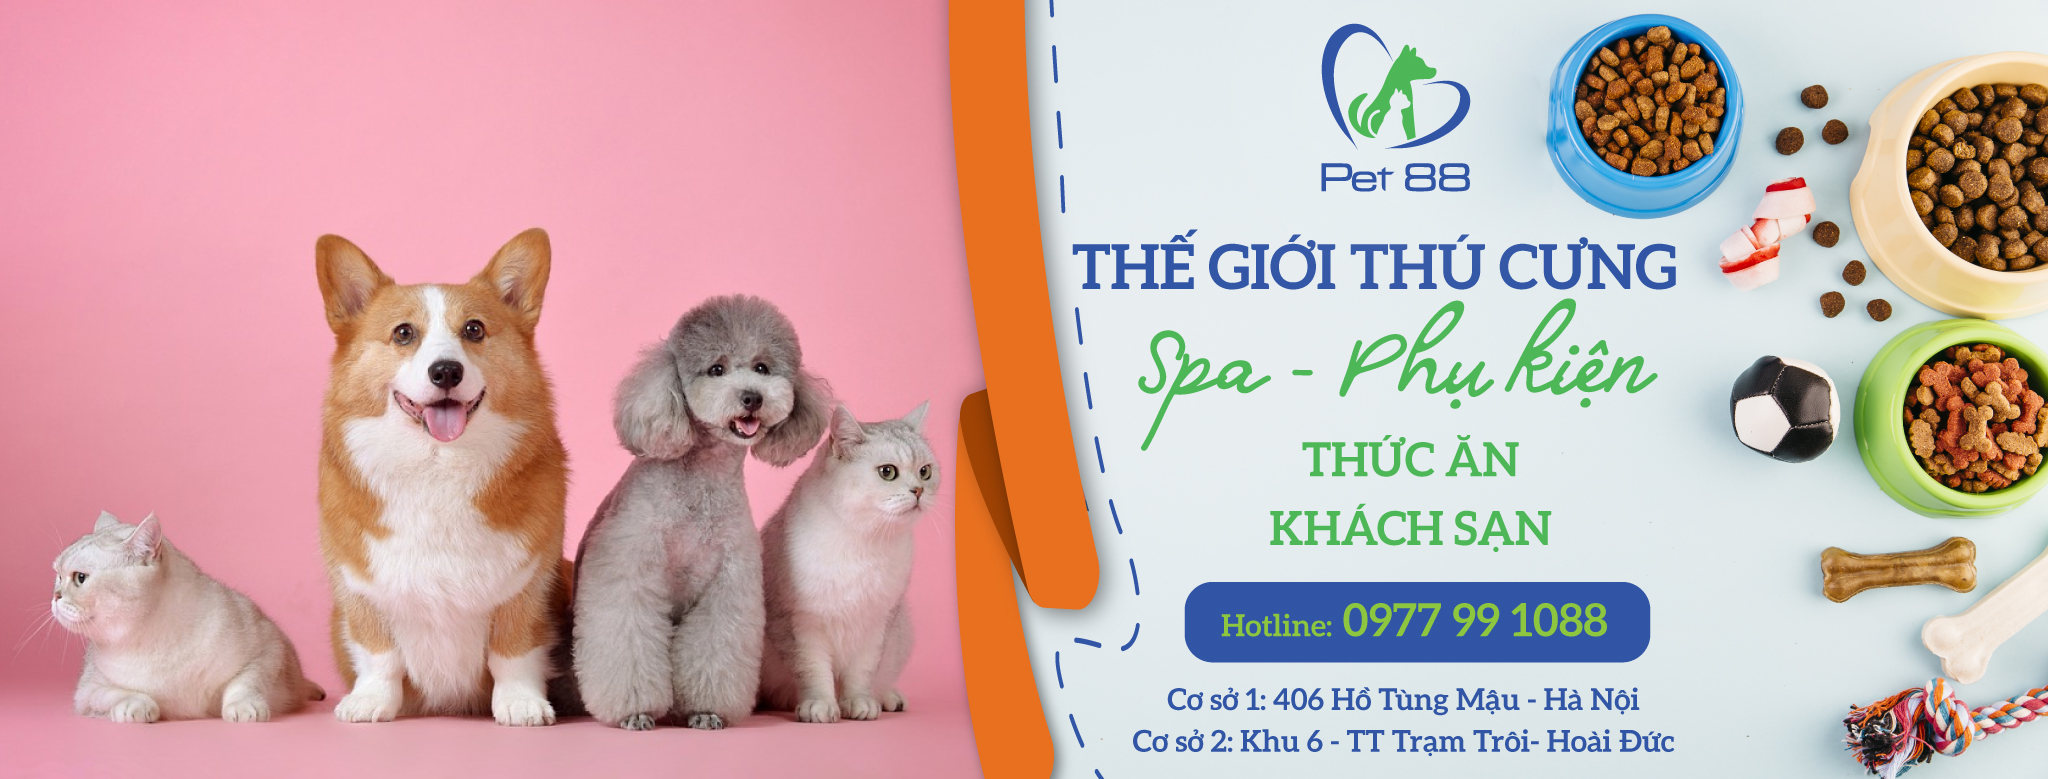 Pet 88
THẾ GIỚI THÚ CƯNG
Spa - Phụ kiện
THỨC ĂN
KHÁCH SẠN
Hotline: 0977 99 1088
Cơ sở 1: 406 Hồ Tùng Mậu - Hà Nội
Cơ sở 2: Khu 6 - TT Trạm Trôi- Hoài Đức